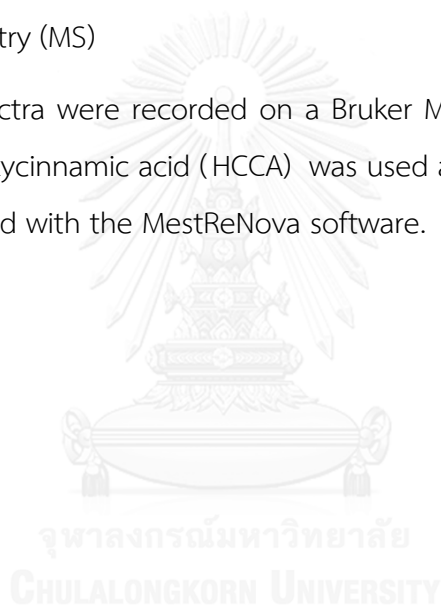 try (MS)
ctra were recorded on a Bruker M
ycinnamic acid (HCCA) was used a
d with the MestReNova software.
จุฬาลงกรณ์มหาวิทยาลัย
CHULALONGKORN UNIVERSITY